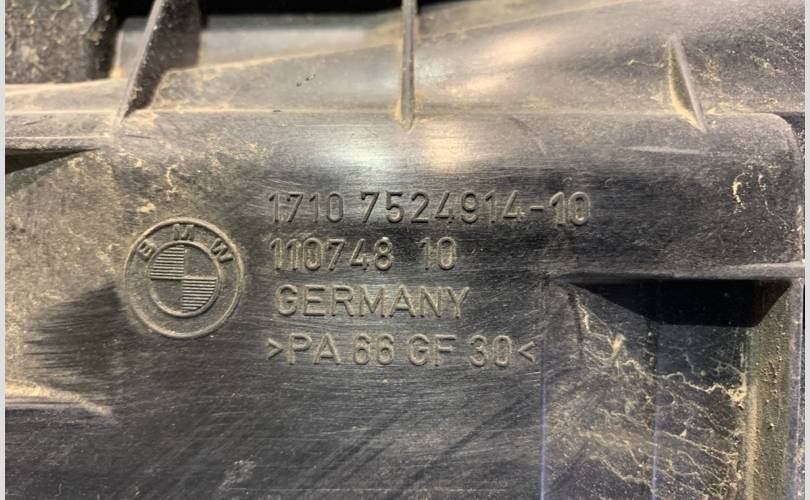 BMW
1710 7524914-10
110748 10
GERMANY
>PA 66 GF 30<